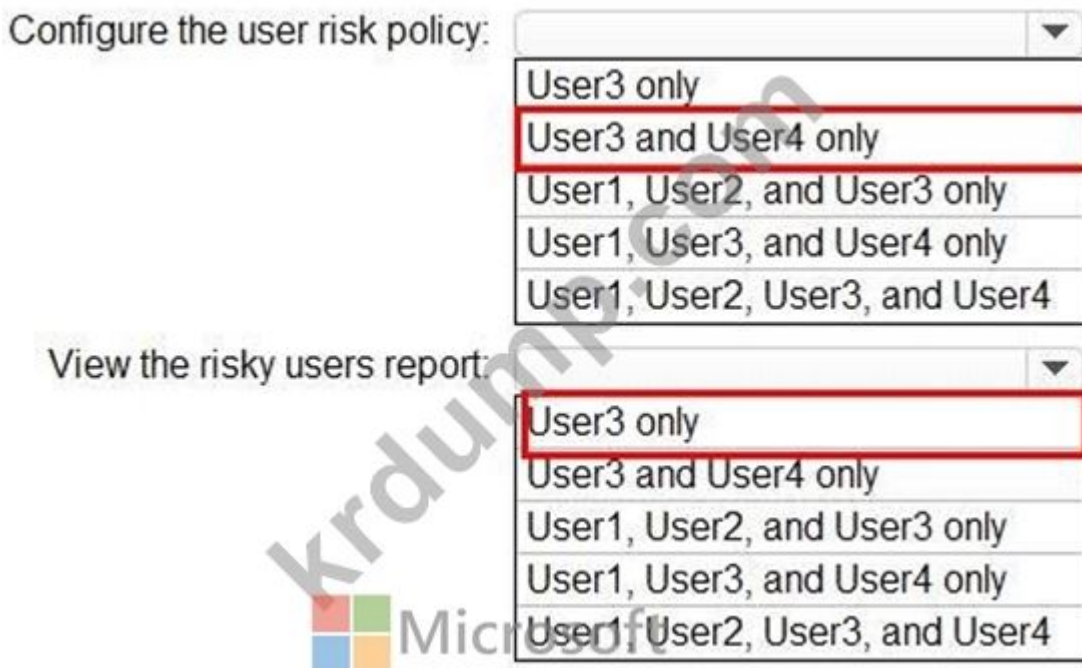 Configure the user risk policy:
User3 only
User3 and User4 only
User1, User2, and User3 only
User1, User3, and User4 only
User1, User2, User3, and User4
View the risky users report:
User3 only
User3 and User4 only
User1, User2, and User3 only
User1, User3, and User4 only
User1, User2, User3, and User4
krdump.com
Microsoft